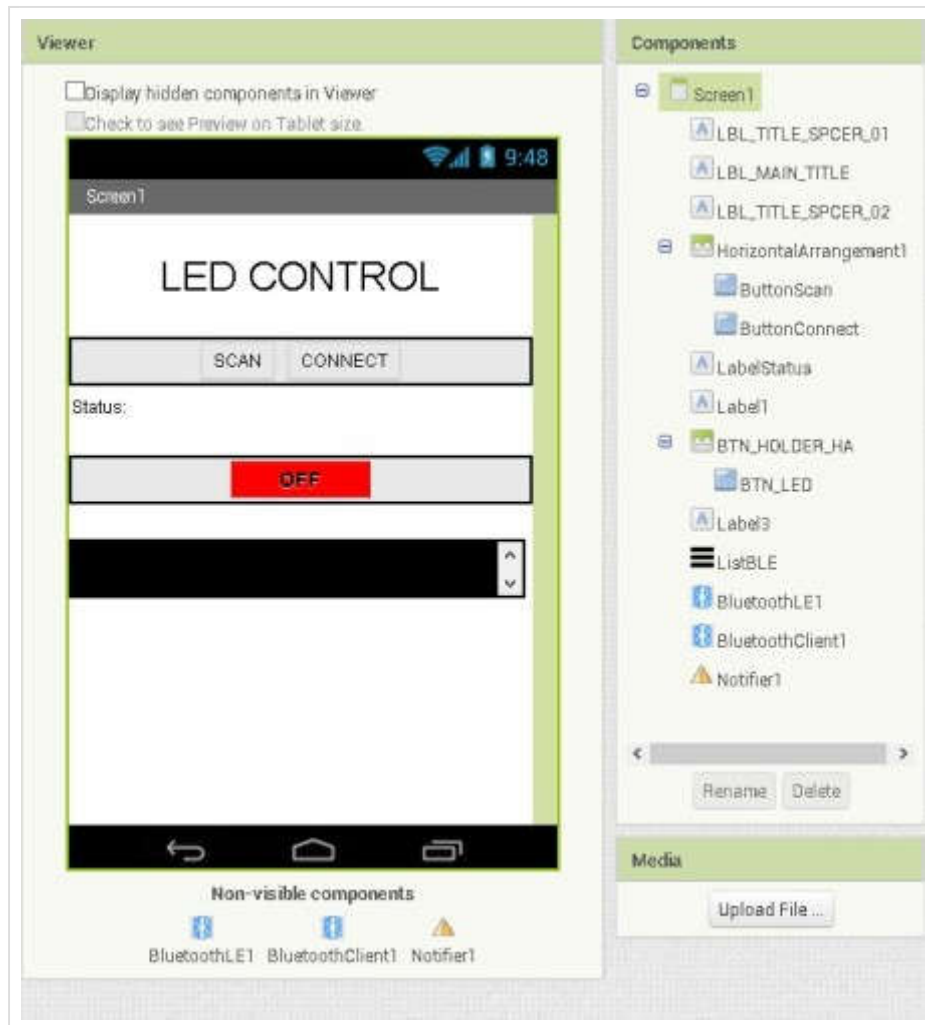 Viewer
Display hidden components in Viewer
Check to see Preview on Tablet size.
9:48
Screen1
LED CONTROL
SCAN CONNECT
Status:
OFF
Non-visible components
BluetoothLE1 BluetoothClient1 Notifier1
Components
Screen1
LBL_TITLE_SPCER_01
LBL_MAIN_TITLE
LBL_TITLE_SPCER_02
HorizontalArrangement1
ButtonScan
ButtonConnect
LabelStatus
Label1
BTN_HOLDER_HA
BTN_LED
Label3
ListBLE
BluetoothLE1
BluetoothClient1
Notifier1
Rename Delete
Media
Upload File ...